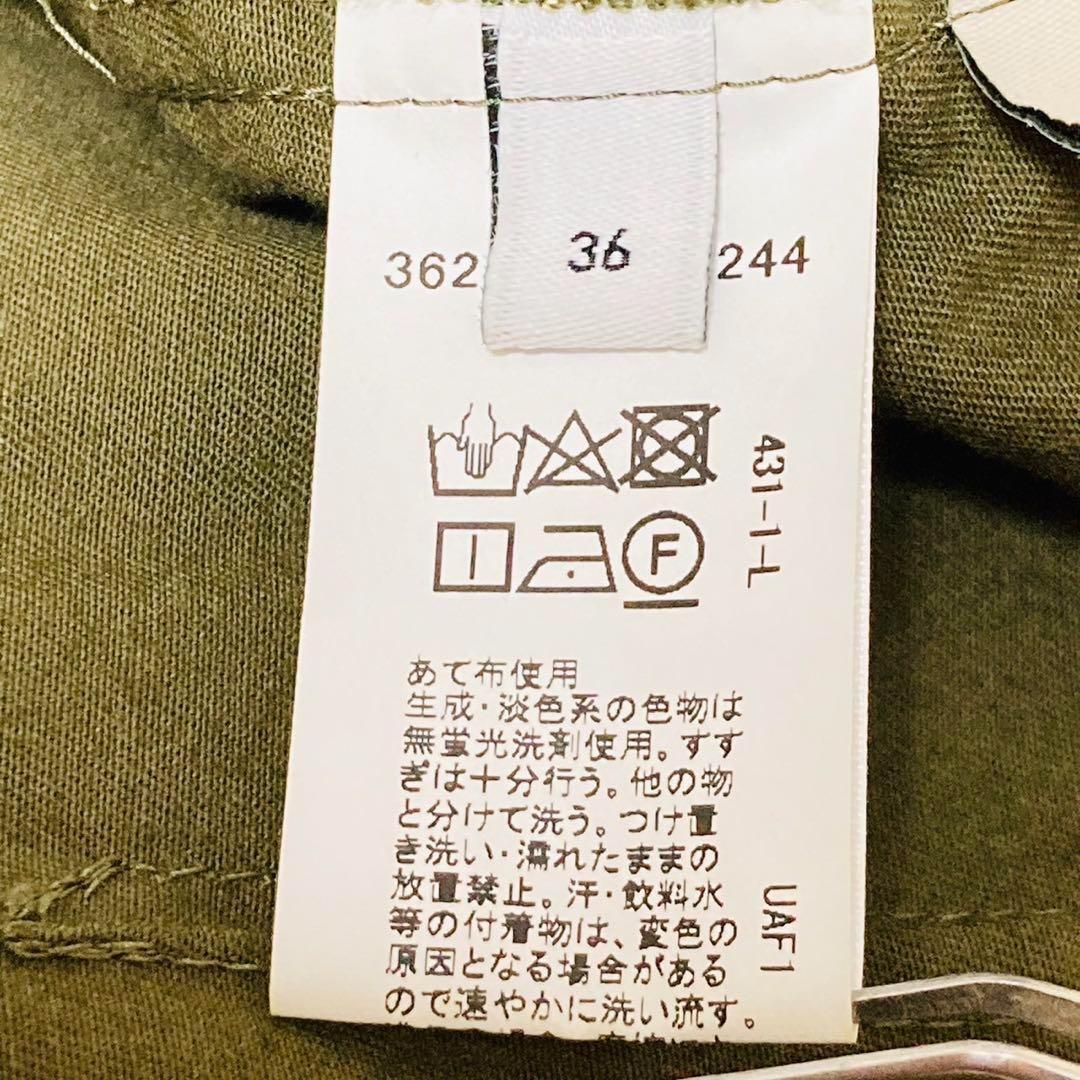 36
362 244
431-1-L
F
あて布使用
生成・淡色系の色物は
無蛍光洗剤使用。すす
ぎは十分行う。他の物
と分けて洗う。つけ置
き洗い・濡れたままの
放置禁止。汗・飲料水
等の付着物は、変色の
原因となる場合がある
ので速やかに洗い流す。
UAF1